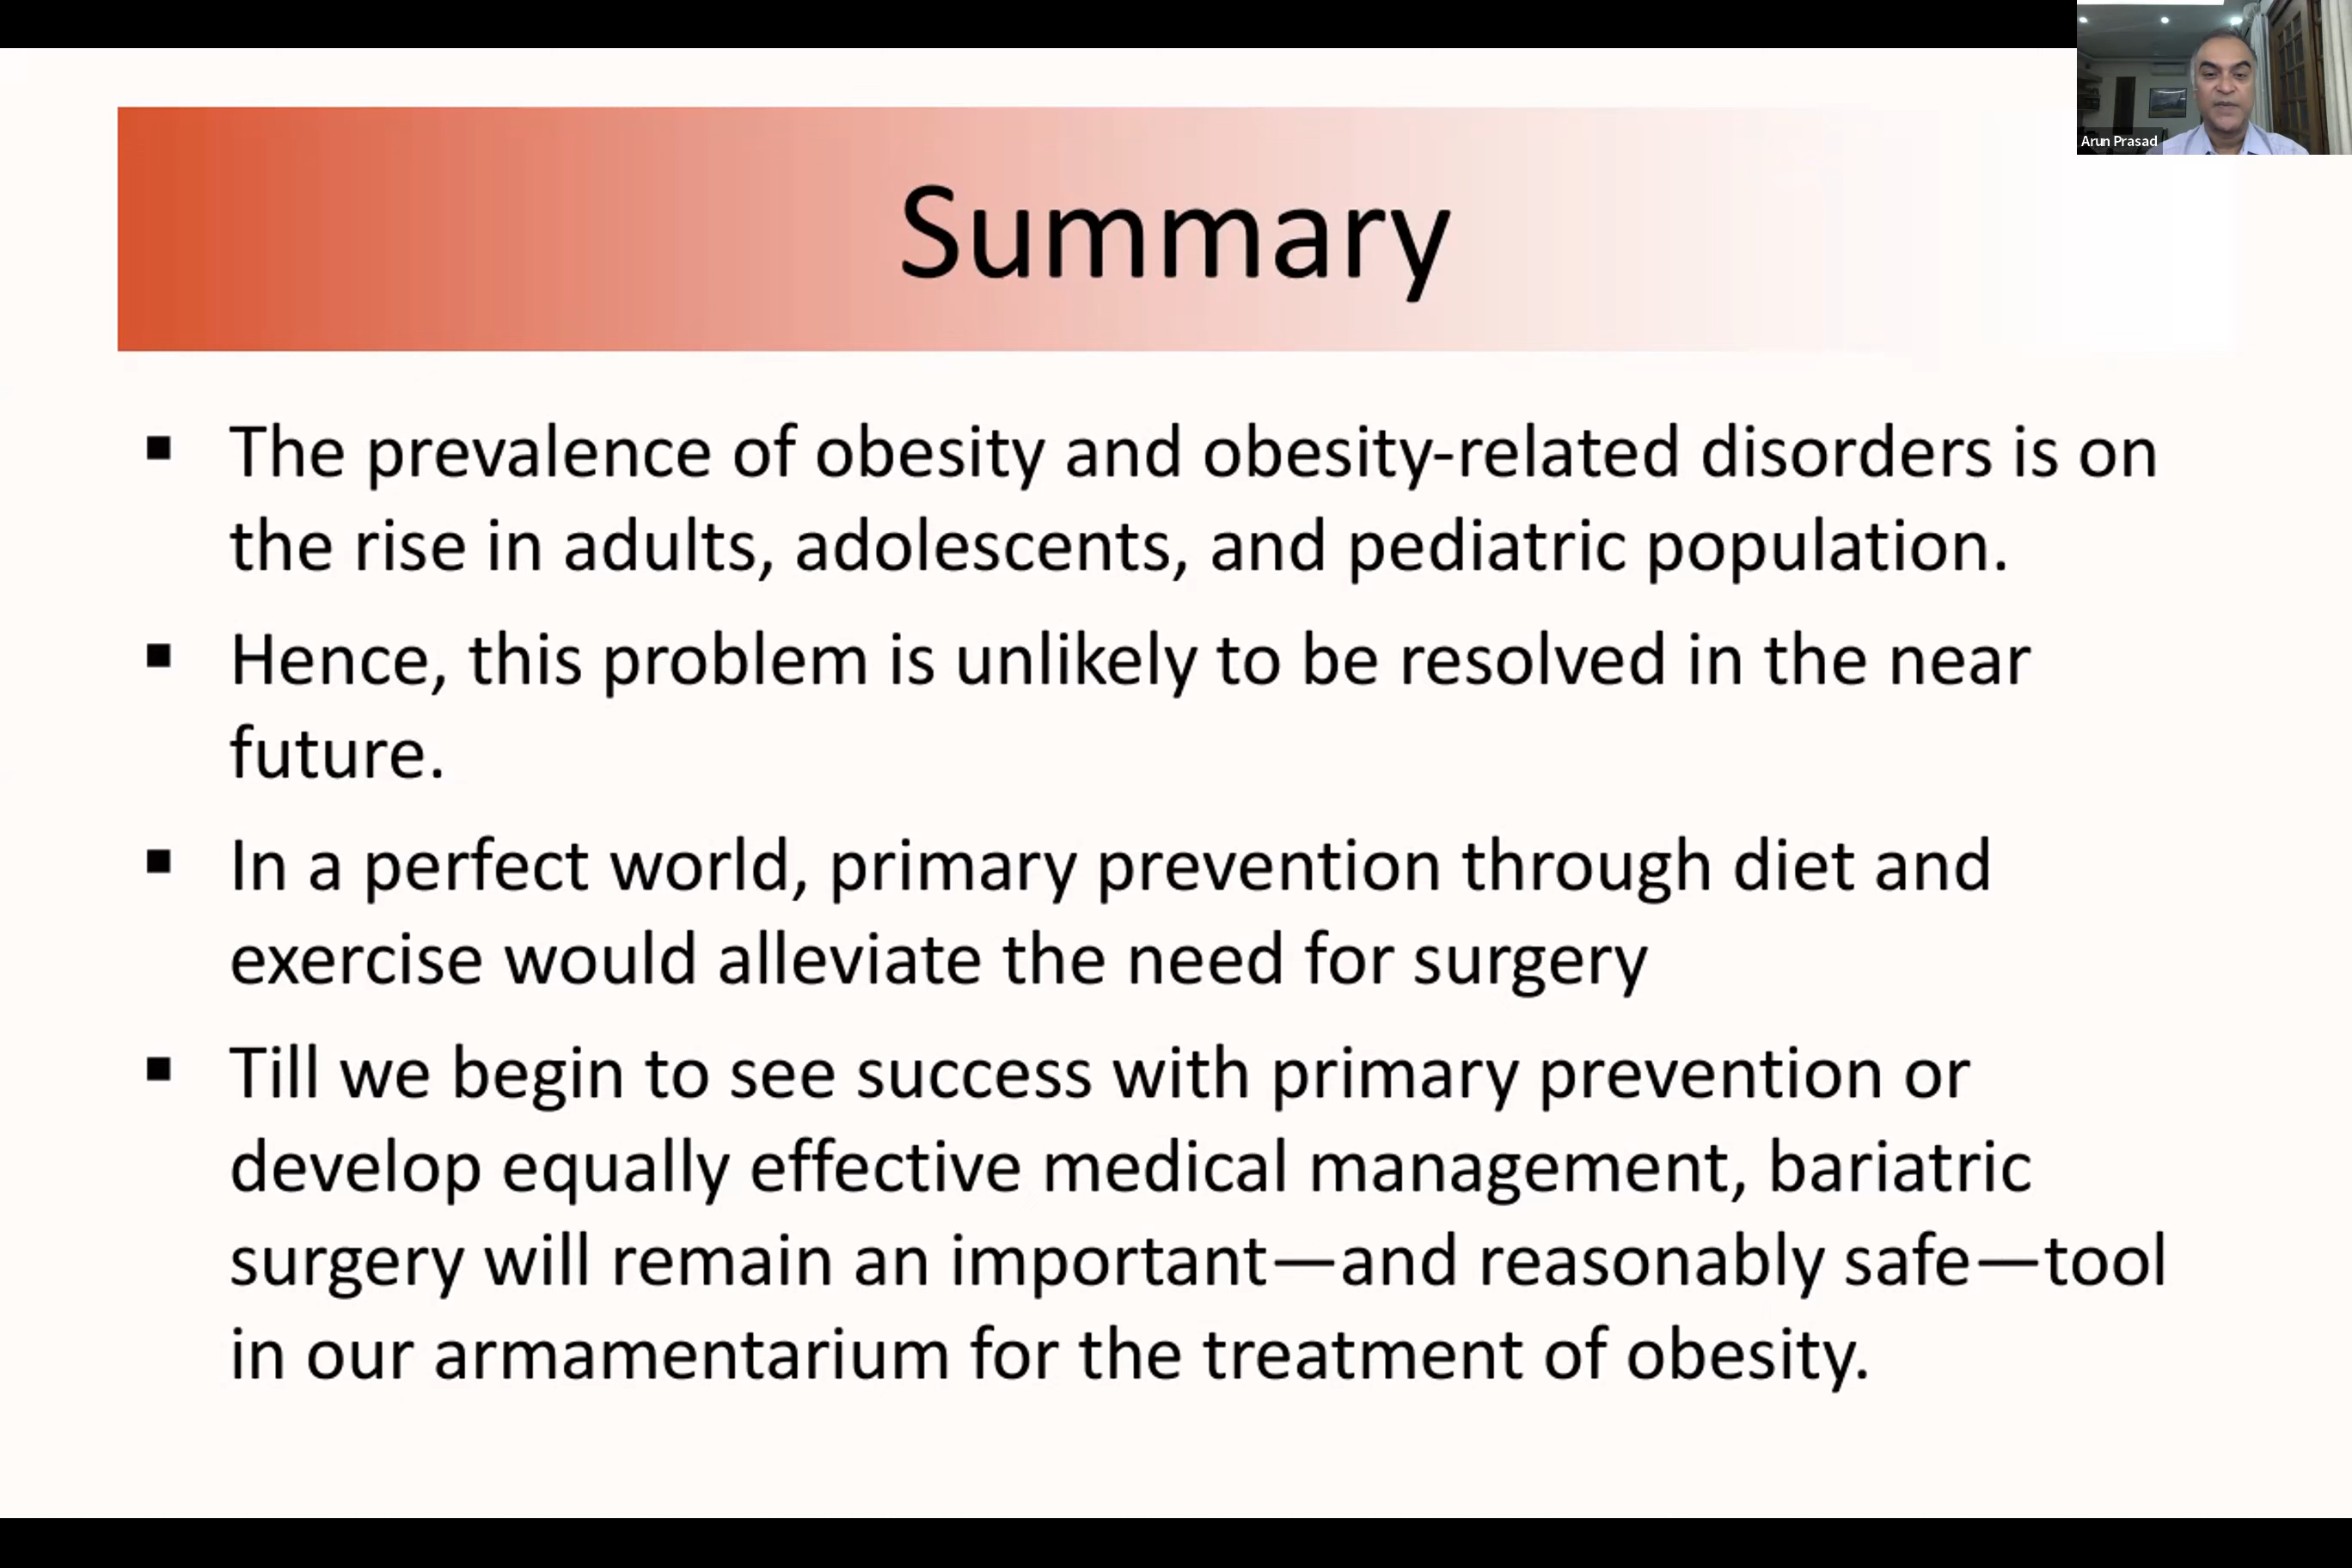 Arun Prasad
Summary
▪ The prevalence of obesity and obesity-related disorders is on
the rise in adults, adolescents, and pediatric population.
▪ Hence, this problem is unlikely to be resolved in the near
future.
▪ In a perfect world, primary prevention through diet and
exercise would alleviate the need for surgery
▪ Till we begin to see success with primary prevention or
develop equally effective medical management, bariatric
surgery will remain an important—and reasonably safe—tool
in our armamentarium for the treatment of obesity.